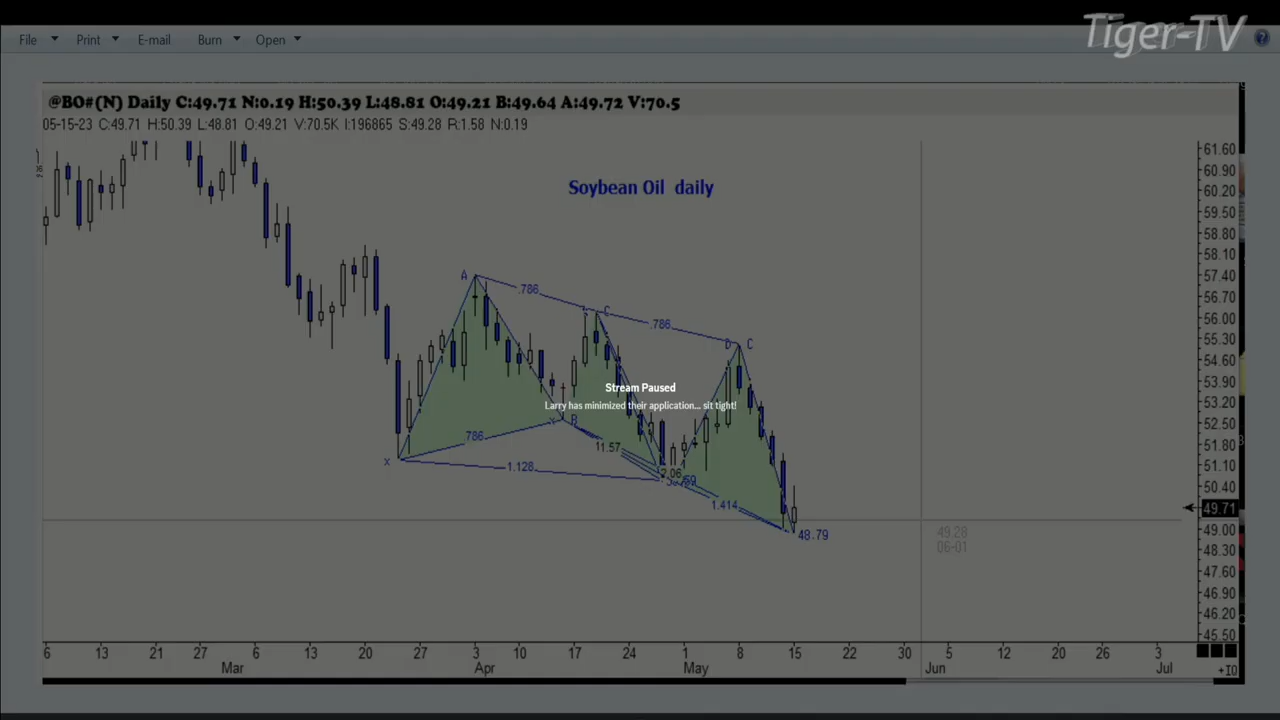 Tiger-TV
File Print E-mail Burn Open
@BO#(N) Daily C:49.71 N:0.19 H:50.39 L:48.81 O:49.21 B:49.64 A:49.72 V:70.5
05-15-23 C:49.71 H:50.39 L:48.81 O:49.21 V:70.5K I:196865 S:49.28 R:1.58 N:0.19
Soybean Oil daily
61.60
60.90
60.20
59.50
58.80
58.10
57.40
56.70
56.00
55.30
54.60
53.90
53.20
52.50
51.80
51.10
50.40
49.71
49.00
48.30
47.60
46.90
46.20
45.50
A
.786
C
.786
D C
Stream Paused
Larry has minimized their application... sit tight!
B
.786
X
1.128
11.57
2.06
1.414
48.79
49.28
06-01
6 13 21 27 6 13 20 27 3 10 17 24 1 8 15 22 30 5 12 20 26 3
Mar Apr May Jun Jul
+10